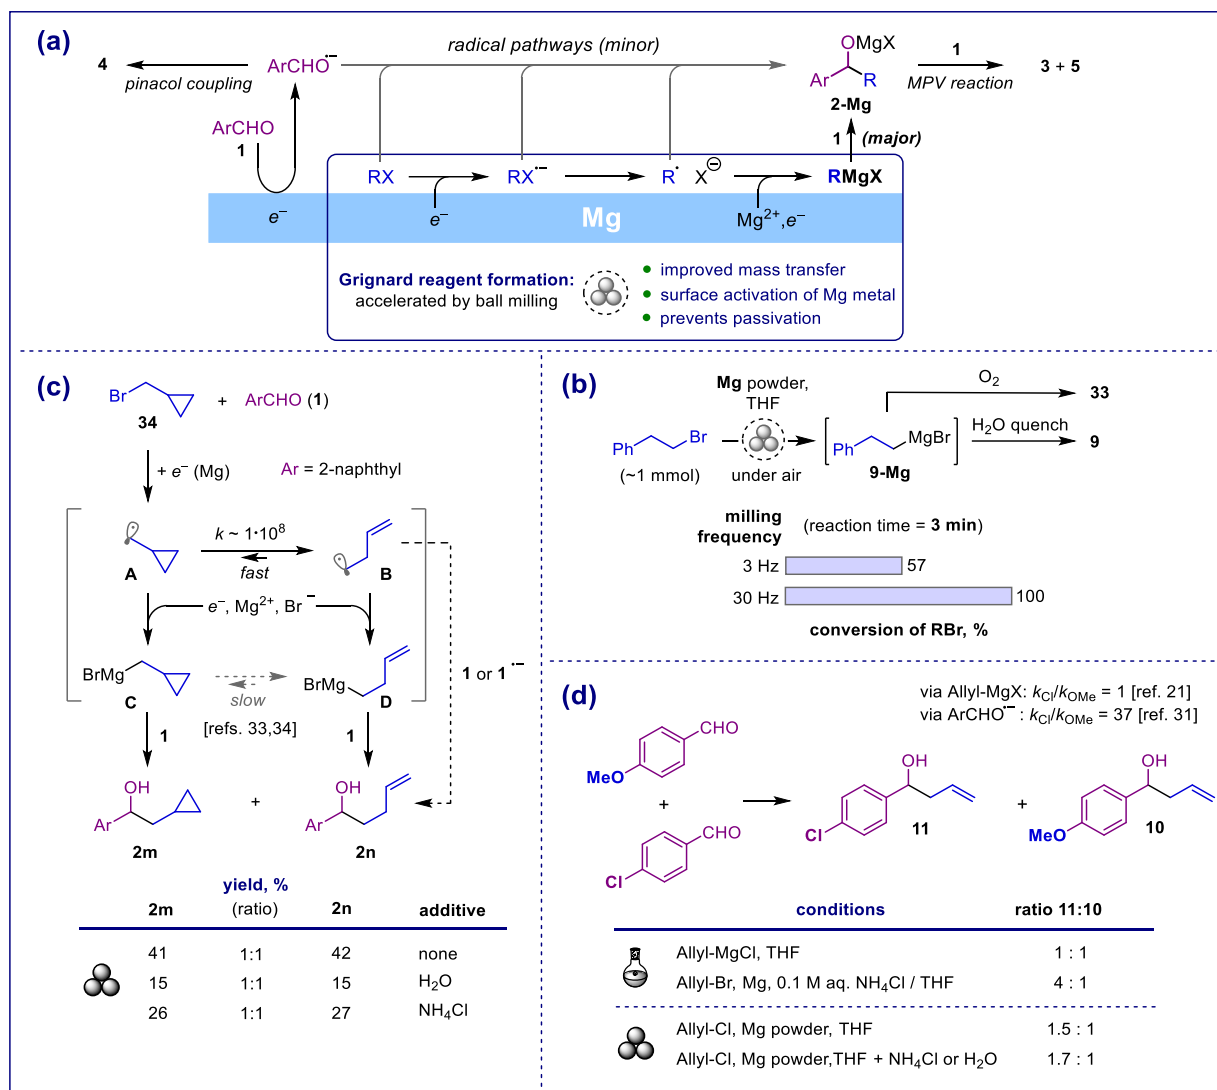 (a)
4
pinacol coupling
ArCHO•−
radical pathways (minor)
OMgX
Ar
R
2-Mg
1
MPV reaction
3 + 5
ArCHO
1
1 (major)
RX
RX•−
R• X⊖
RMgX
e–
e–
Mg
Mg2+,e–
Grignard reagent formation:
accelerated by ball milling
• improved mass transfer
• surface activation of Mg metal
• prevents passivation
(c)
Br
34
+ ArCHO (1)
+ e– (Mg)
Ar = 2-naphthyl
A
k ~ 1·10⁸
fast
B
e–, Mg2+, Br –
BrMg
C
slow
[refs. 33,34]
BrMg
D
1 or 1 •−
1
1
OH
Ar
2m
+
OH
Ar
2n
yield, %
2m (ratio) 2n additive
41 1:1 42 none
15 1:1 15 H₂O
26 1:1 27 NH₄Cl
(b)
Mg powder,
THF
Ph
Br
(~1 mmol)
under air
Ph
MgBr
9-Mg
O₂
33
H₂O quench
9
milling
frequency
(reaction time = 3 min)
3 Hz 57
30 Hz 100
conversion of RBr, %
(d)
via Allyl-MgX: kCl/kOMe = 1 [ref. 21]
via ArCHO•− : kCl/kOMe = 37 [ref. 31]
CHO
MeO
+
CHO
Cl
OH
Cl
11
+
OH
MeO
10
conditions ratio 11:10
Allyl-MgCl, THF 1 : 1
Allyl-Br, Mg, 0.1 M aq. NH₄Cl / THF 4 : 1
Allyl-Cl, Mg powder, THF 1.5 : 1
Allyl-Cl, Mg powder,THF + NH₄Cl or H₂O 1.7 : 1